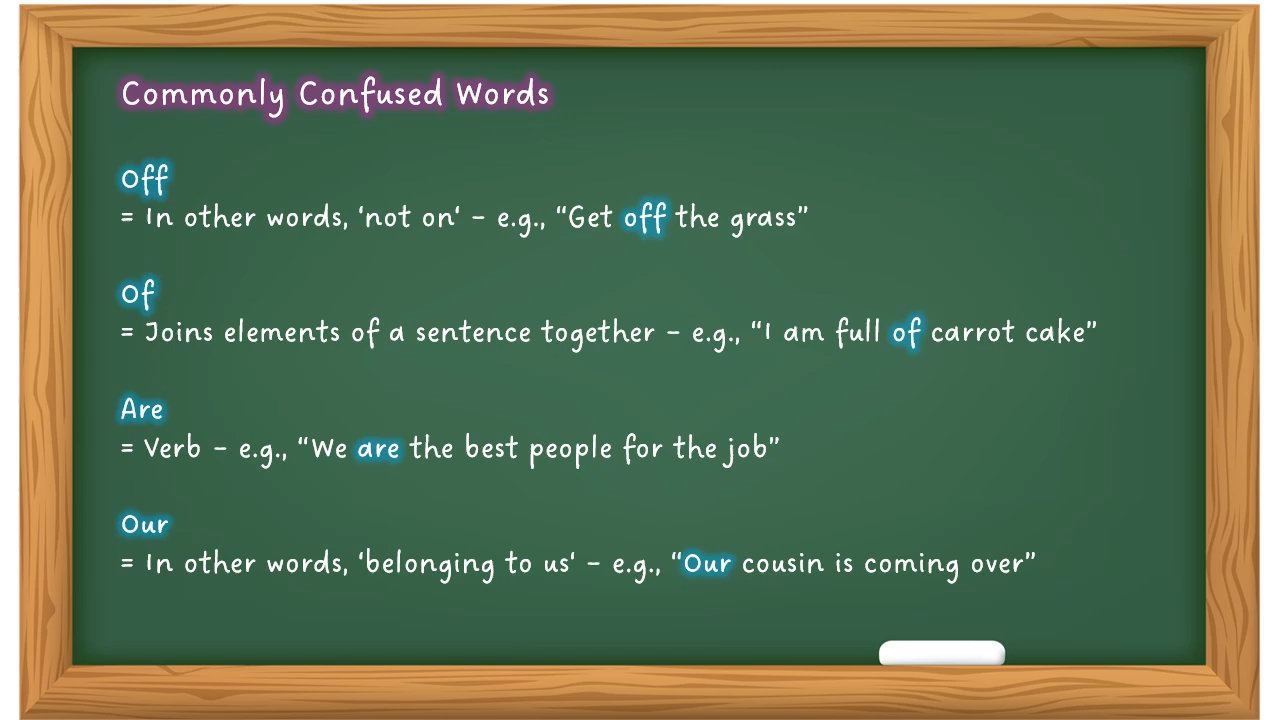 Commonly Confused Words
Off
= In other words, ‘not on‘ – e.g., “Get off the grass”
Of
= Joins elements of a sentence together – e.g., “I am full of carrot cake”
Are
= Verb – e.g., “We are the best people for the job”
Our
= In other words, ‘belonging to us‘ – e.g., “Our cousin is coming over”